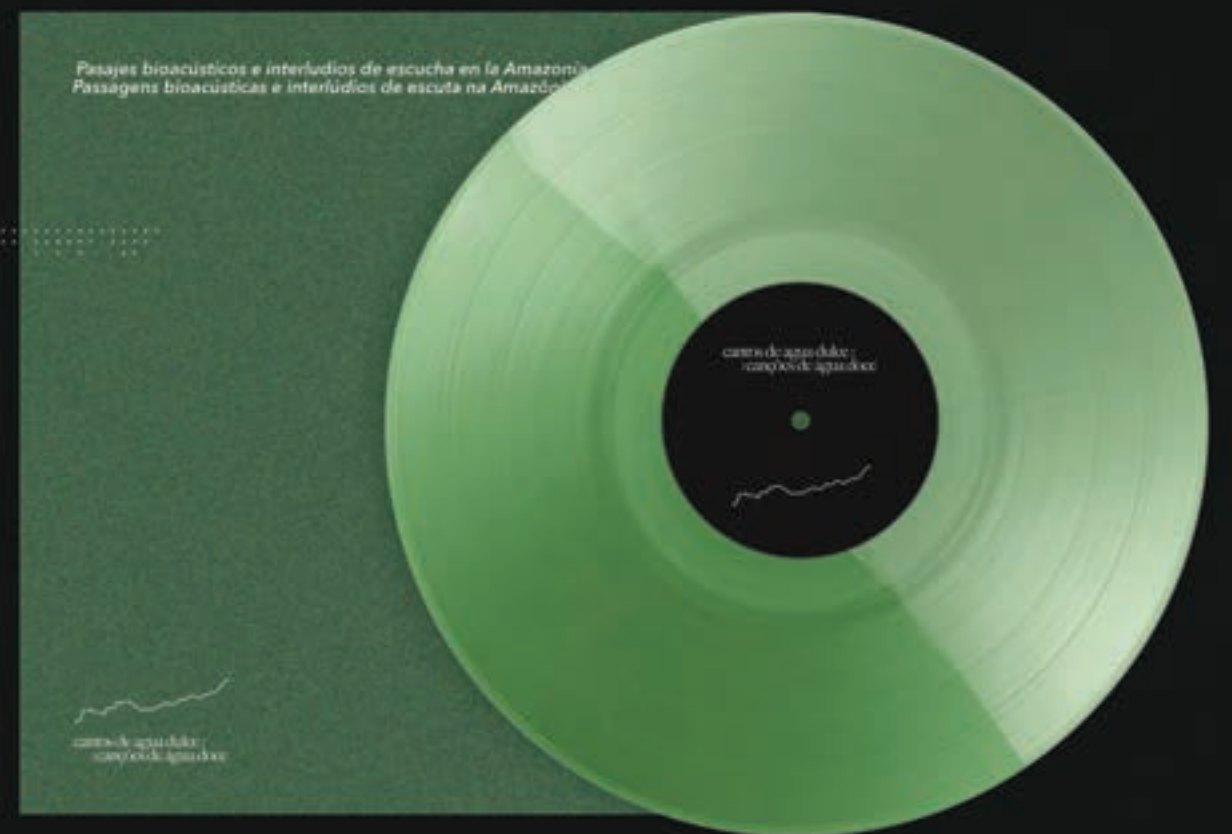 Pasajes bioacústicos e interludios de escucha en la Amazonía
Passagens bioacústicas e interlúdios de escuta na Amazôn
cantos de agua dulce :
: canções de água doce
cantos de agua dulce :
: canções de água doce